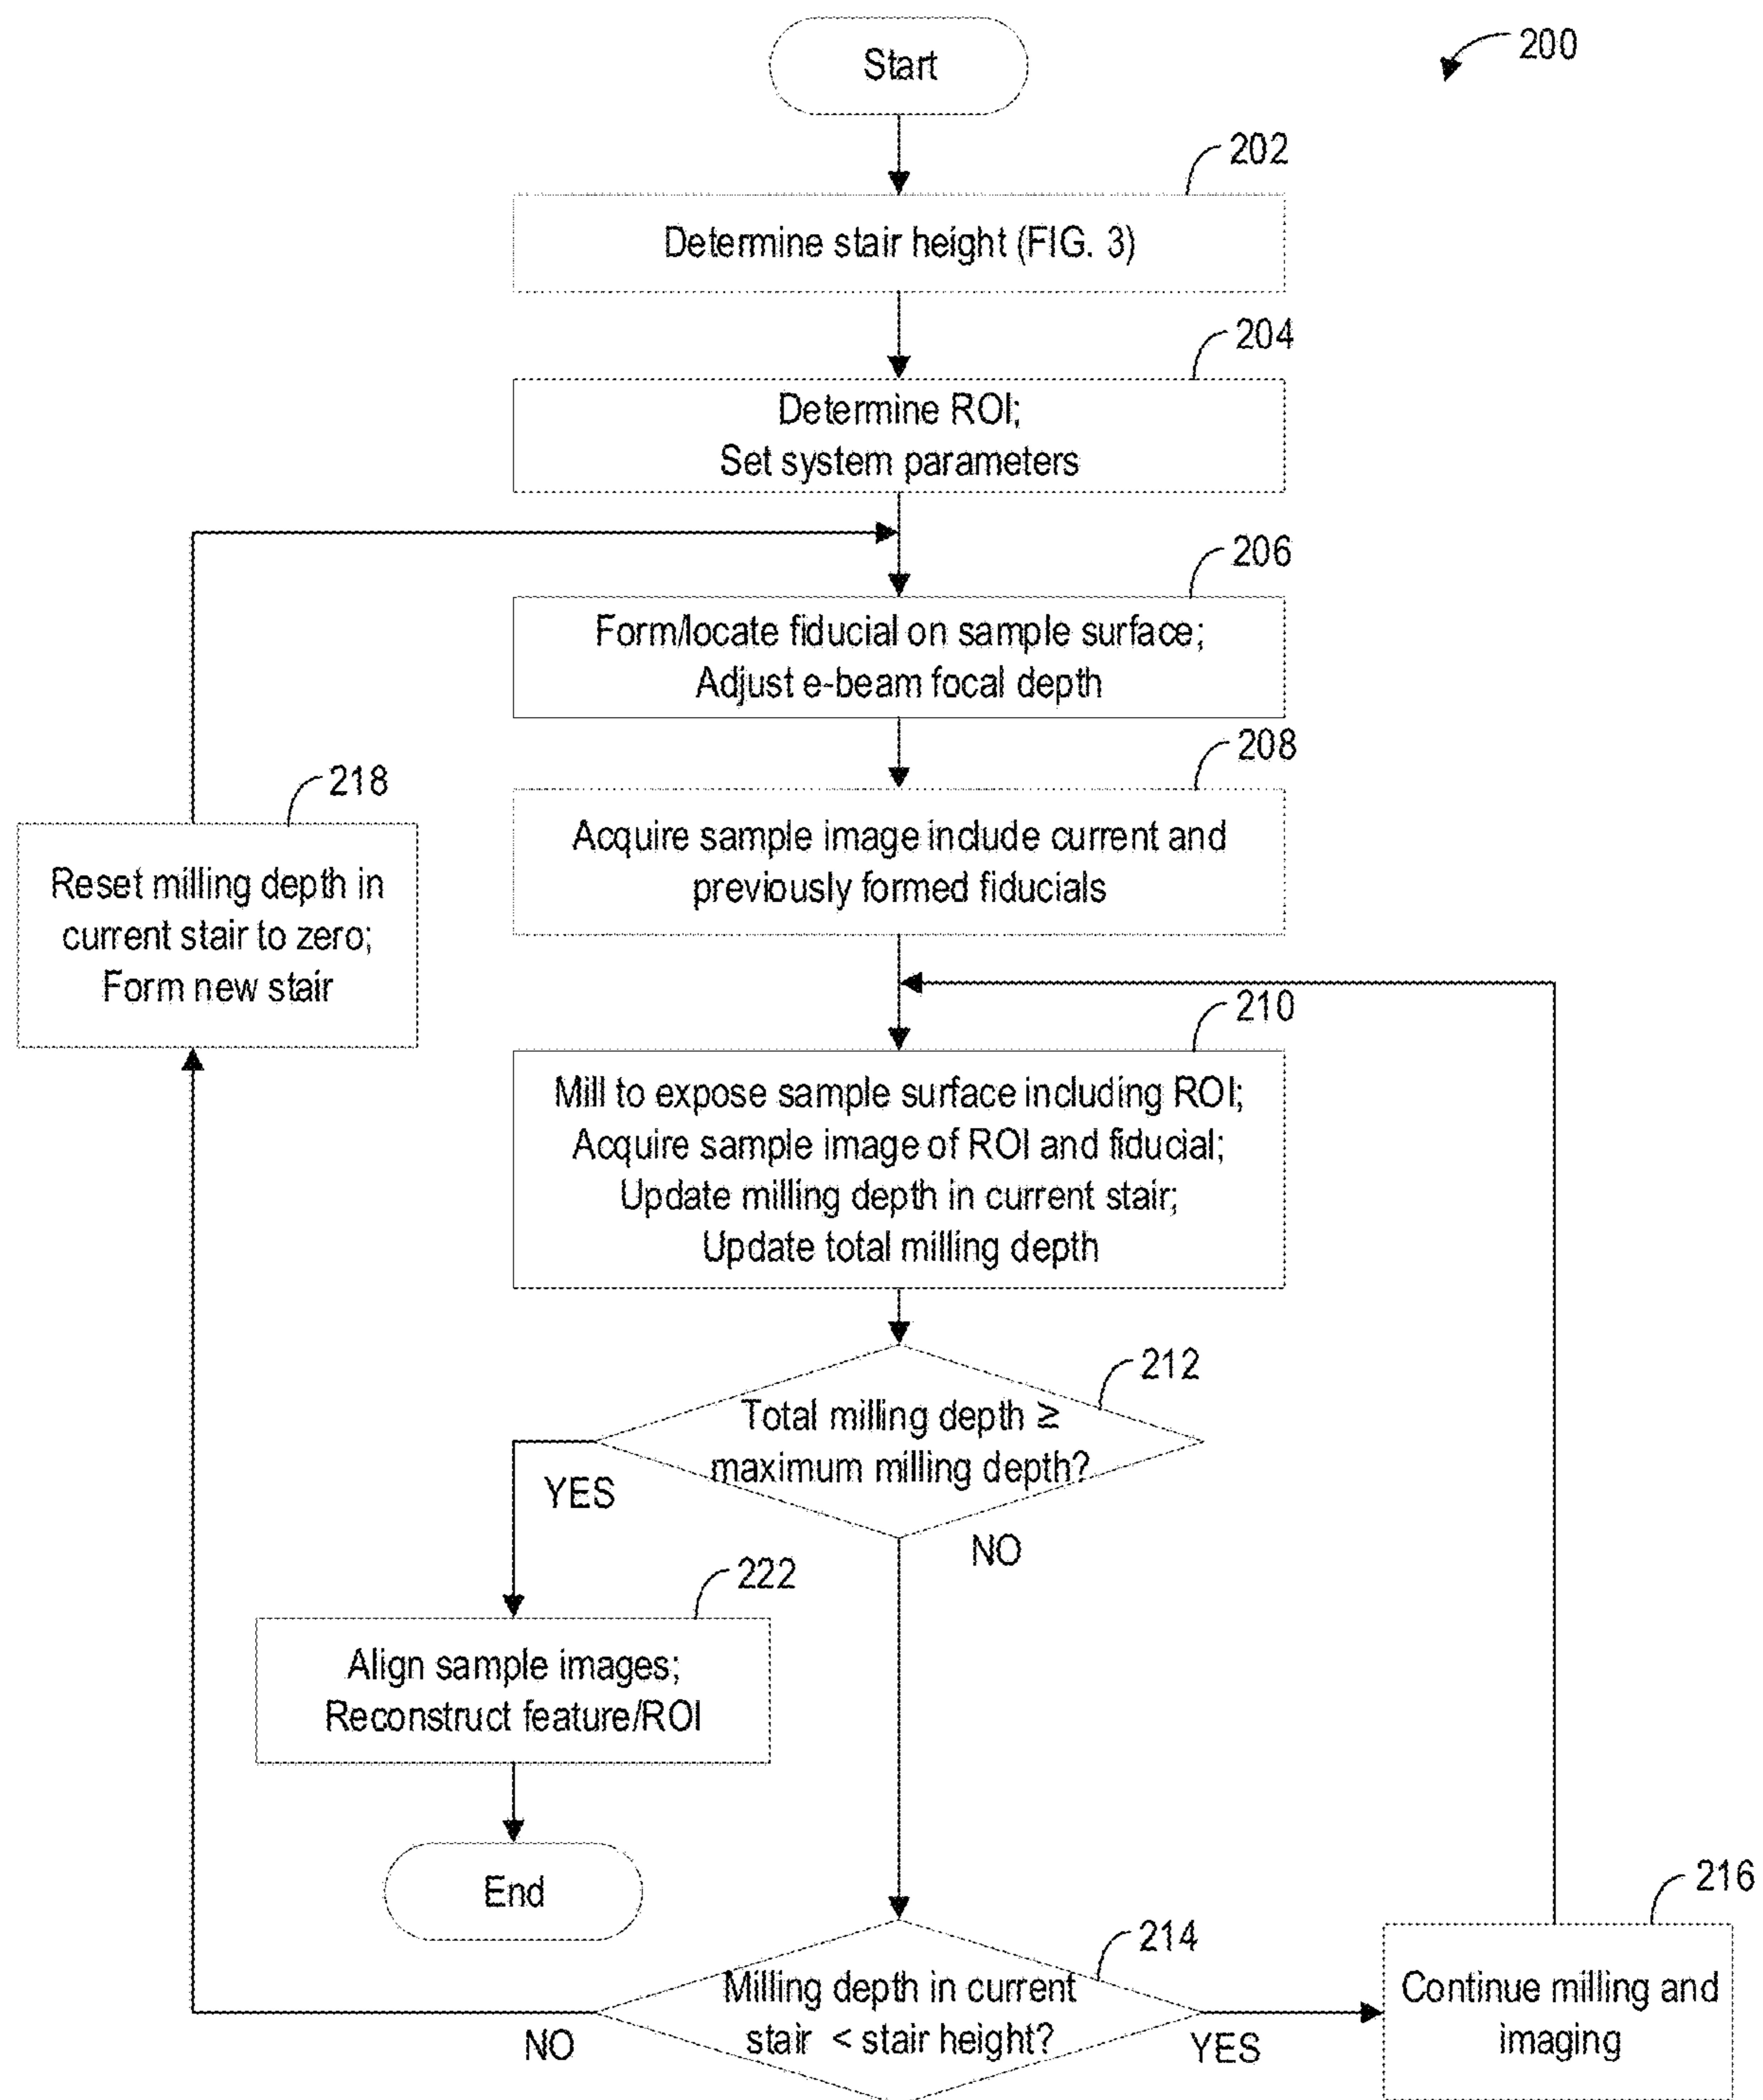 Start
200
202
Determine stair height (FIG. 3)
204
Determine ROI;
Set system parameters
206
Form/locate fiducial on sample surface;
Adjust e-beam focal depth
208
Acquire sample image include current and
previously formed fiducials
218
Reset milling depth in
current stair to zero;
Form new stair
210
Mill to expose sample surface including ROI;
Acquire sample image of ROI and fiducial;
Update milling depth in current stair;
Update total milling depth
212
Total milling depth ≥
maximum milling depth?
YES
NO
222
Align sample images;
Reconstruct feature/ROI
End
214
Milling depth in current
stair < stair height?
NO
YES
216
Continue milling and
imaging